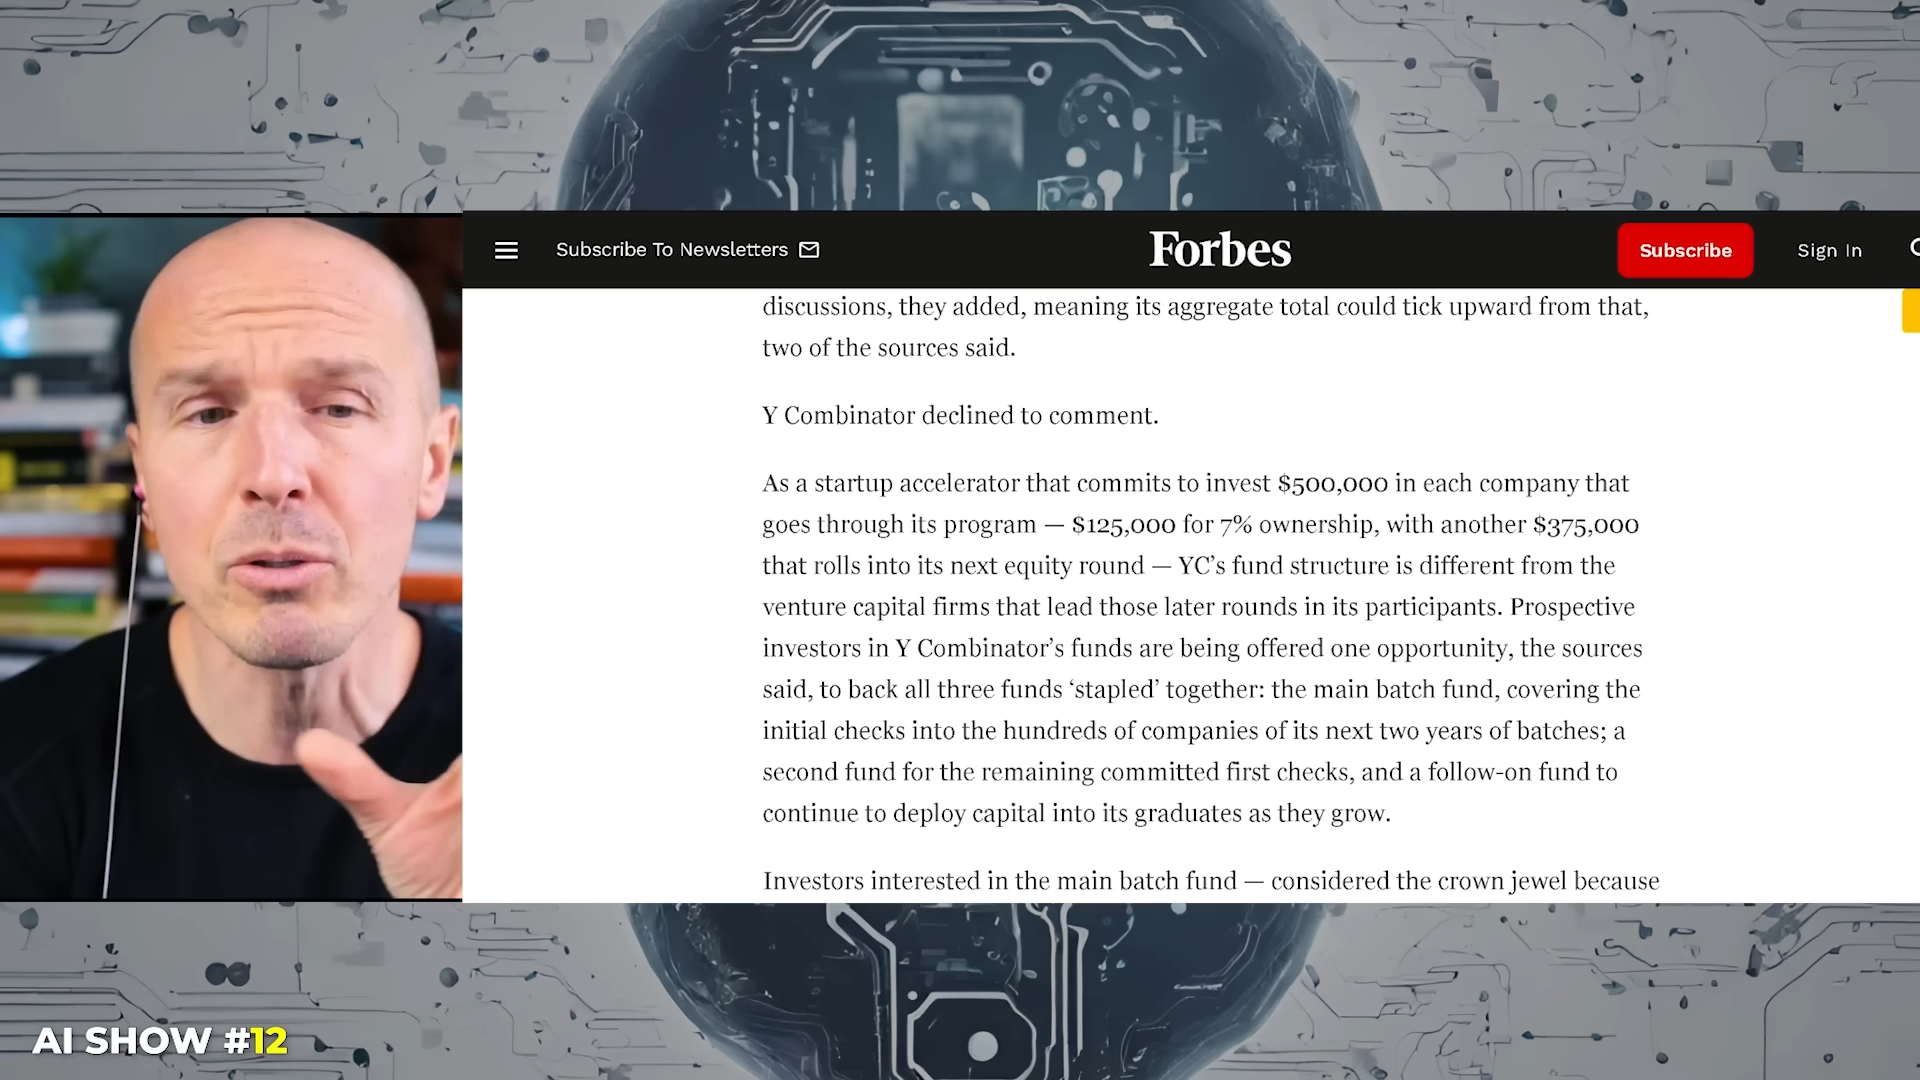 Subscribe To Newsletters
Forbes
Subscribe
Sign In
discussions, they added, meaning its aggregate total could tick upward from that,
two of the sources said.
Y Combinator declined to comment.
As a startup accelerator that commits to invest $500,000 in each company that
goes through its program — $125,000 for 7% ownership, with another $375,000
that rolls into its next equity round — YC’s fund structure is different from the
venture capital firms that lead those later rounds in its participants. Prospective
investors in Y Combinator’s funds are being offered one opportunity, the sources
said, to back all three funds ‘stapled’ together: the main batch fund, covering the
initial checks into the hundreds of companies of its next two years of batches; a
second fund for the remaining committed first checks, and a follow-on fund to
continue to deploy capital into its graduates as they grow.
Investors interested in the main batch fund — considered the crown jewel because
AI SHOW #12